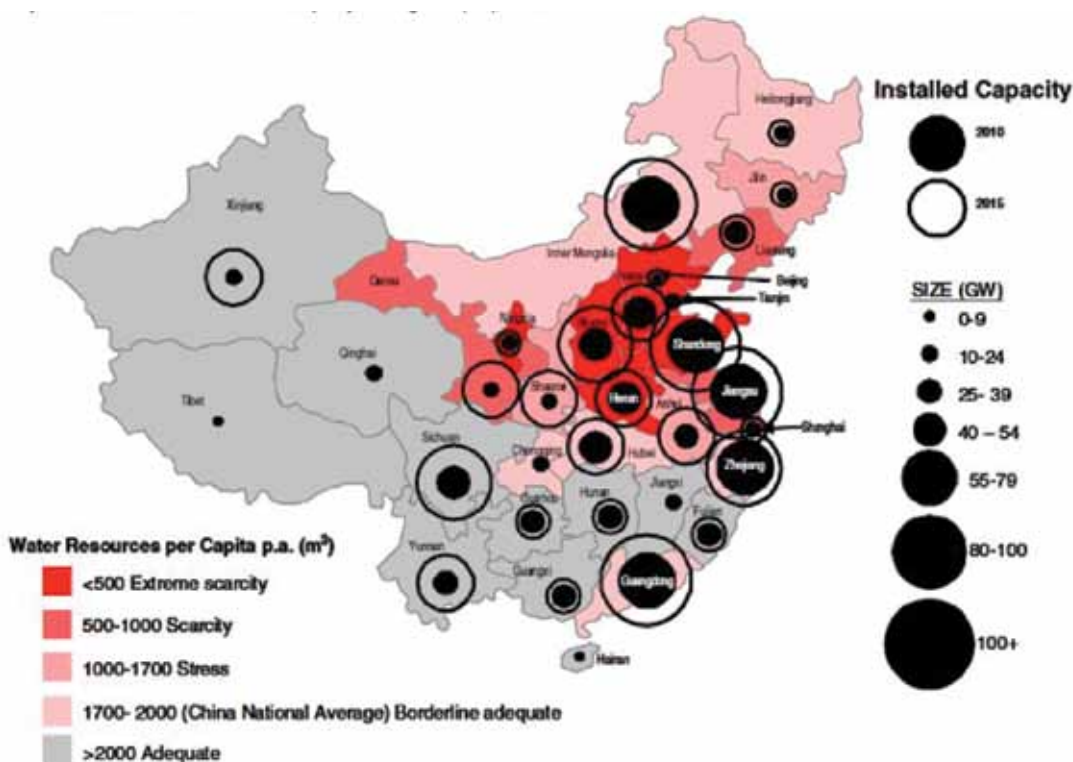 Installed Capacity
2010
2015
SIZE (GW)
0-9
10-24
25- 39
40 – 54
55-79
80-100
100+
Heilongjiang
Jilin
Liaoning
Inner Mongolia
Beijing
Tianjin
Xinjiang
Gansu
Ningxia
Qinghai
Shandong
Shaanxi
Henan
Anhui
Jiangsu
Shanghai
Tibet
Sichuan
Chongqing
Hubei
Zhejiang
Hunan
Jiangxi
Fujian
Yunnan
Guangxi
Guangdong
Hainan
Water Resources per Capita p.a. (m³)
<500 Extreme scarcity
500-1000 Scarcity
1000-1700 Stress
1700- 2000 (China National Average) Borderline adequate
>2000 Adequate